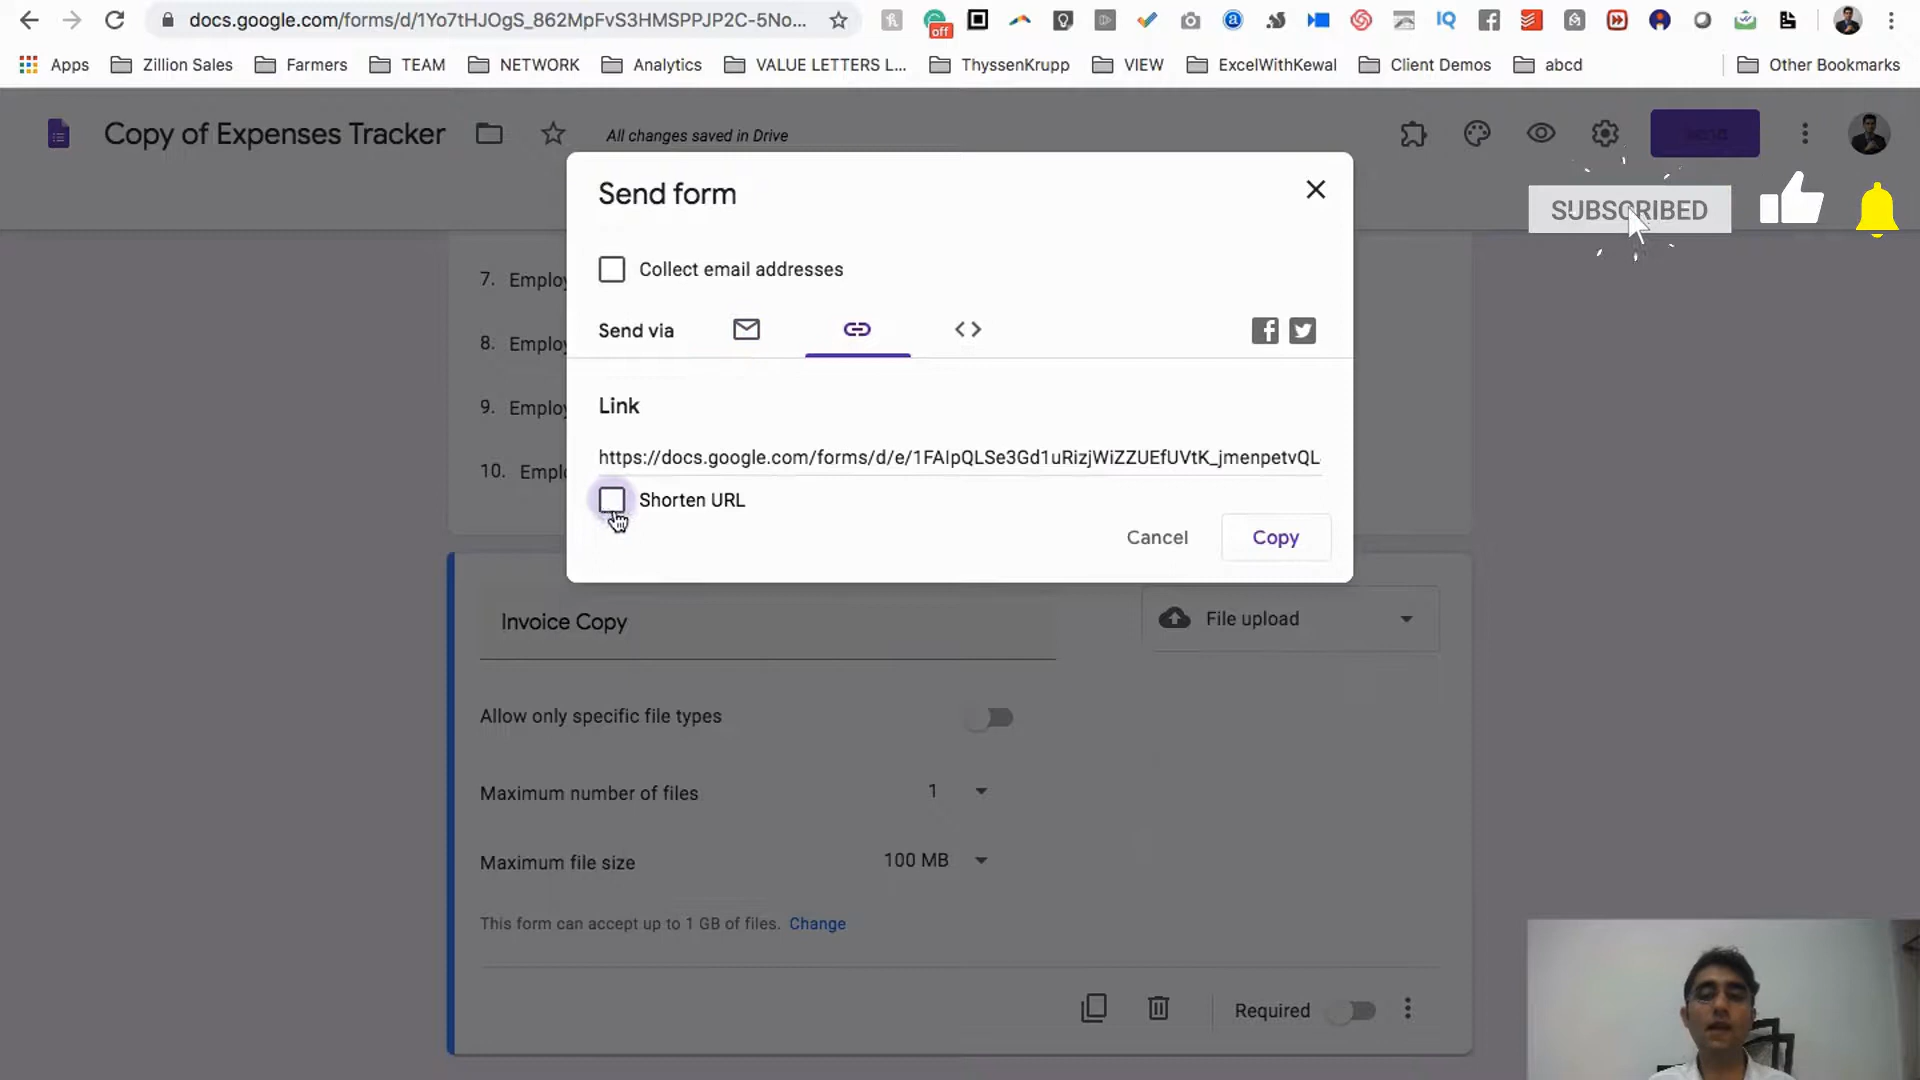 docs.google.com/forms/d/1Yo7tHJOgS_862MpFvS3HMSPPJP2C-5No...
off
IQ
Apps
Zillion Sales
Farmers
TEAM
NETWORK
Analytics
VALUE LETTERS L...
ThyssenKrupp
VIEW
ExcelWithKewal
Client Demos
abcd
Other Bookmarks
Copy of Expenses Tracker
All changes saved in Drive
Send
SUBSCRIBED
Send form
Collect email addresses
Send via
Link
https://docs.google.com/forms/d/e/1FAIpQLSe3Gd1uRizjWiZZUEfUVtK_jmenpetvQL
Shorten URL
Cancel
Copy
7. Employ
8. Employ
9. Employ
10. Emplo
Invoice Copy
File upload
Allow only specific file types
Maximum number of files
1
Maximum file size
100 MB
This form can accept up to 1 GB of files. Change
Required